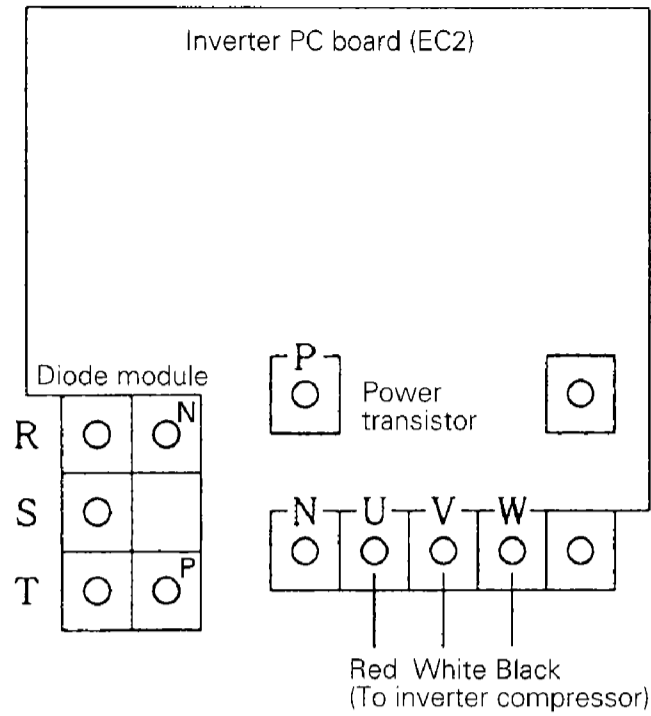 Inverter PC board (EC2)
P
Diode module
Power
transistor
R
N
S
T
P
N U V W
Red White Black
(To inverter compressor)